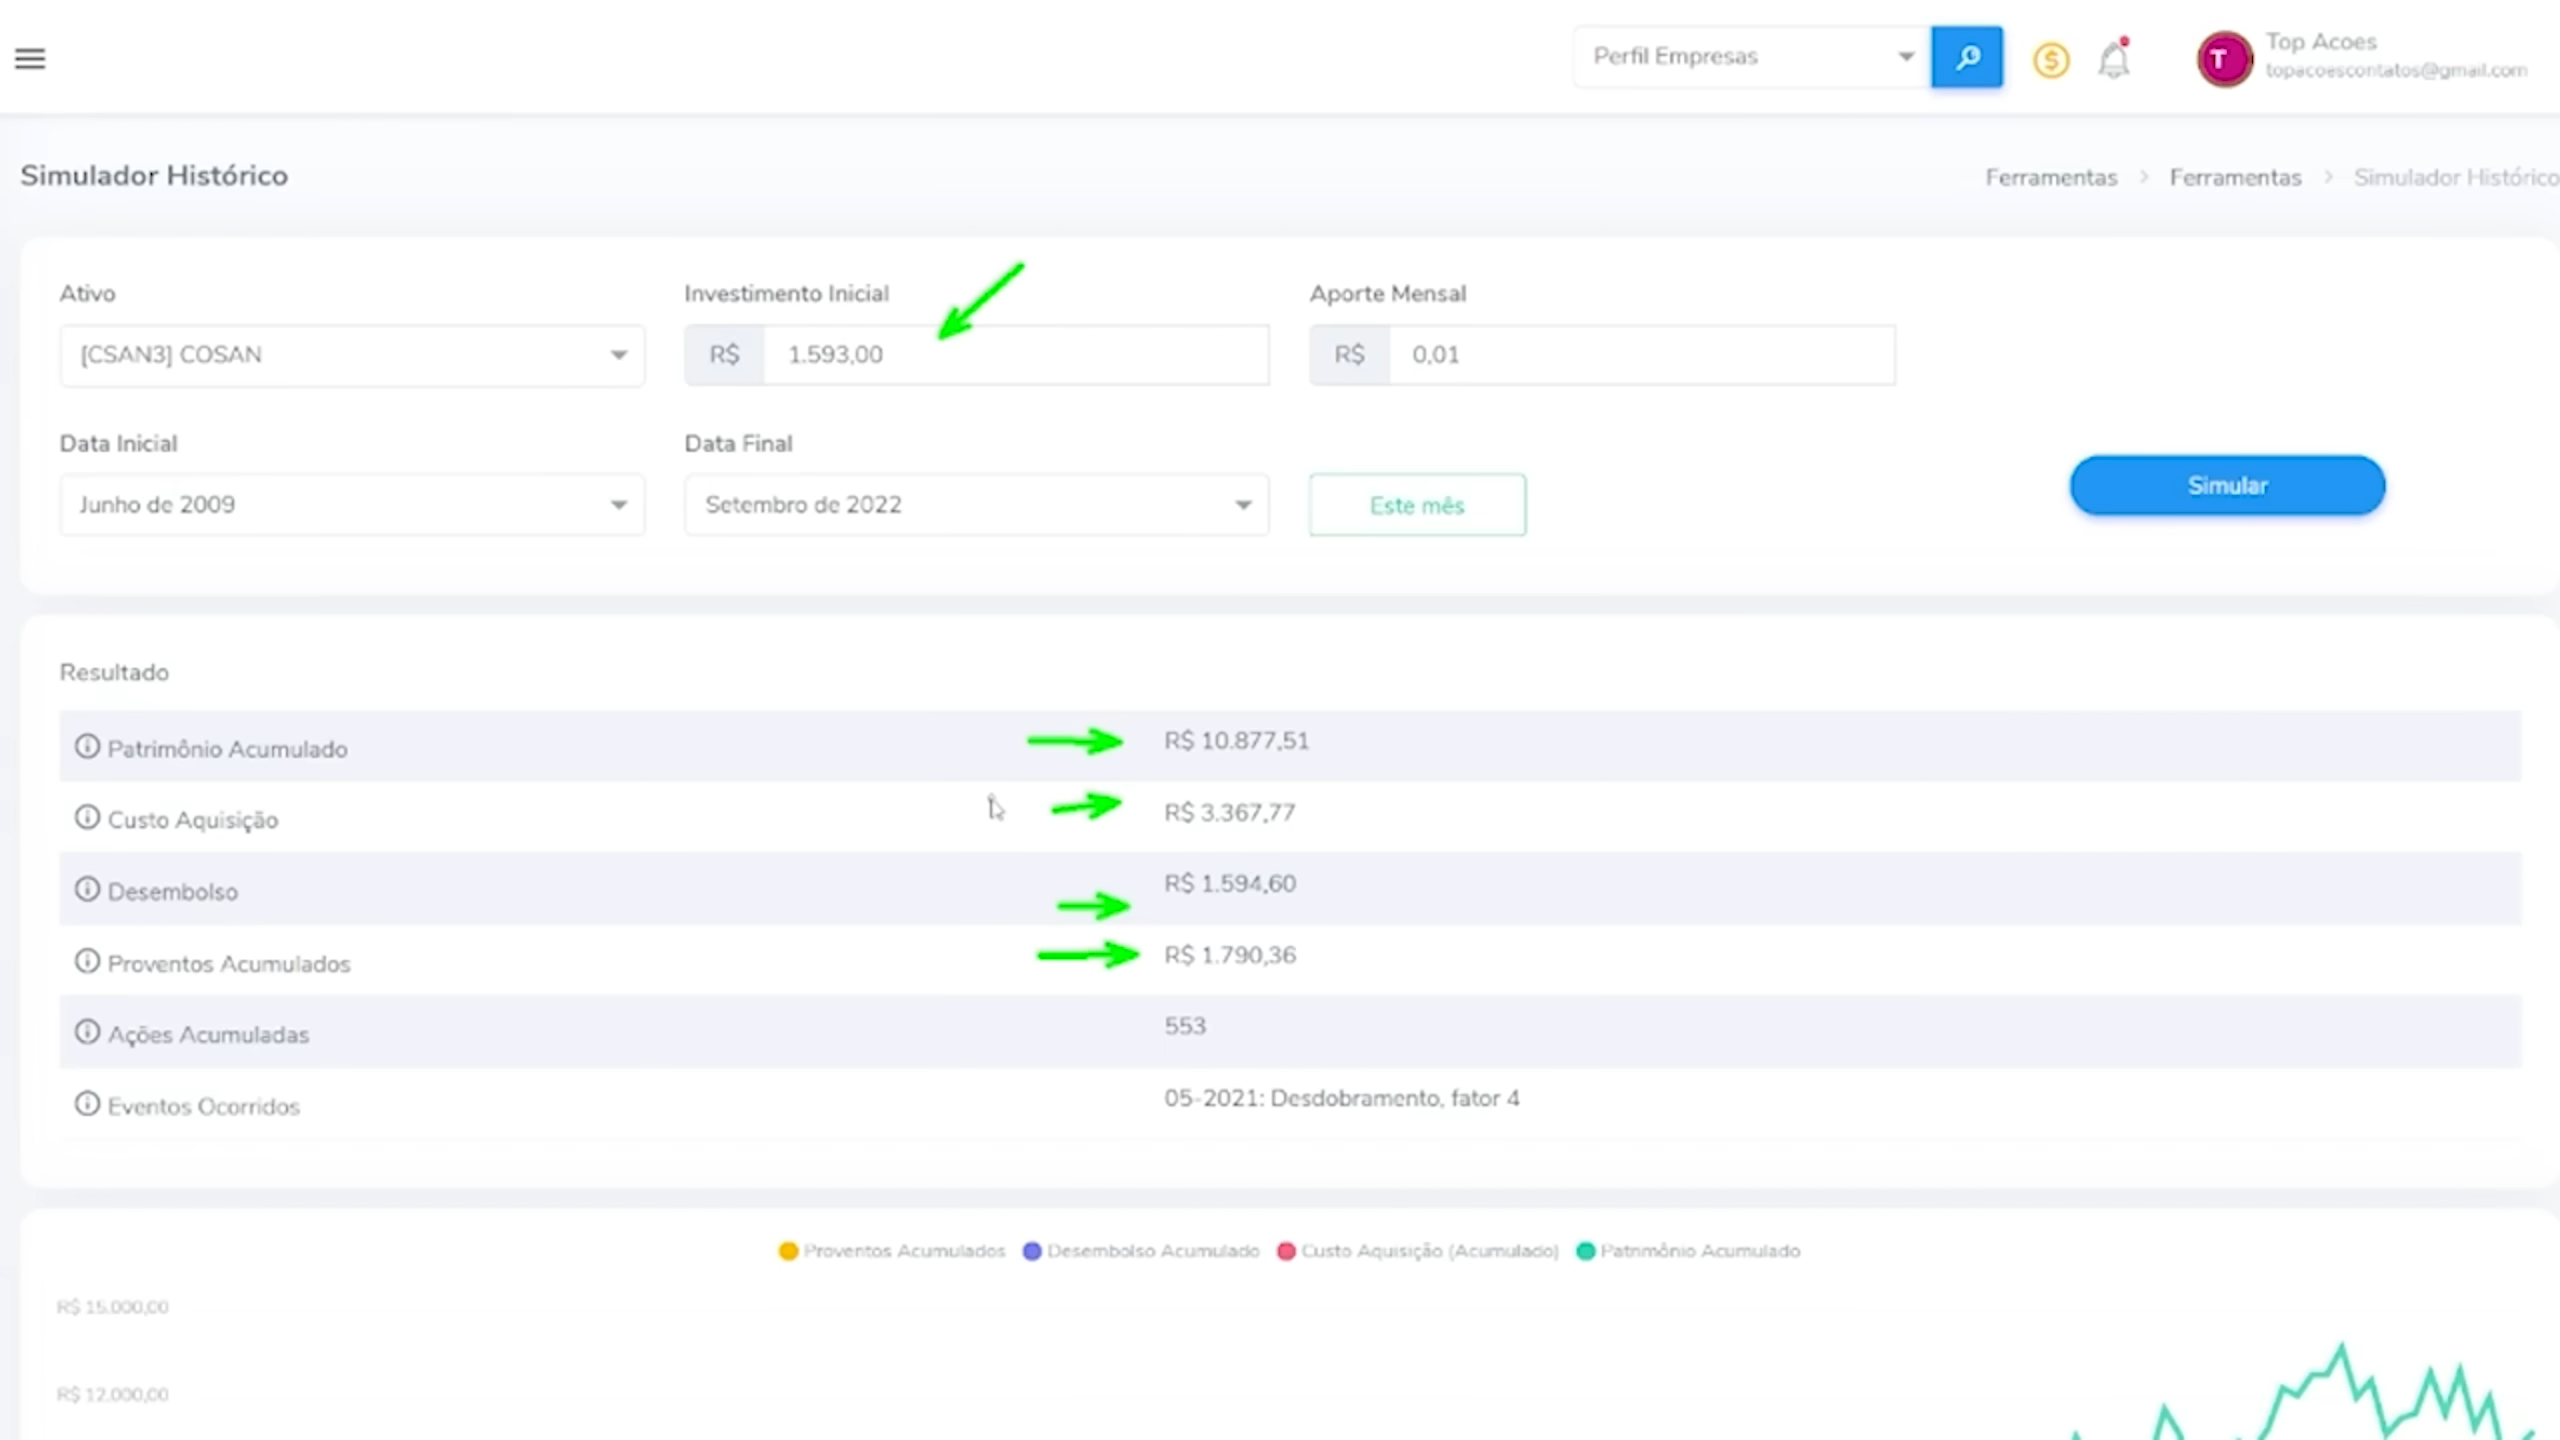 Perfil Empresas
T
Top Acoes
topacoescontatos@gmail.com
Simulador Histórico
Ferramentas > Ferramentas > Simulador Histórico
Ativo
Investimento Inicial
Aporte Mensal
[CSAN3] COSAN
R$ 1.593,00
R$ 0,01
Data Inicial
Data Final
Junho de 2009
Setembro de 2022
Este mês
Simular
Resultado
Patrimônio Acumulado R$ 10.877,51
Custo Aquisição R$ 3.367,77
Desembolso R$ 1.594,60
Proventos Acumulados R$ 1.790,36
Ações Acumuladas 553
Eventos Ocorridos 05-2021: Desdobramento, fator 4
Proventos Acumulados Desembolso Acumulado Custo Aquisição (Acumulado) Patrimônio Acumulado
R$ 15.000,00
R$ 12.000,00